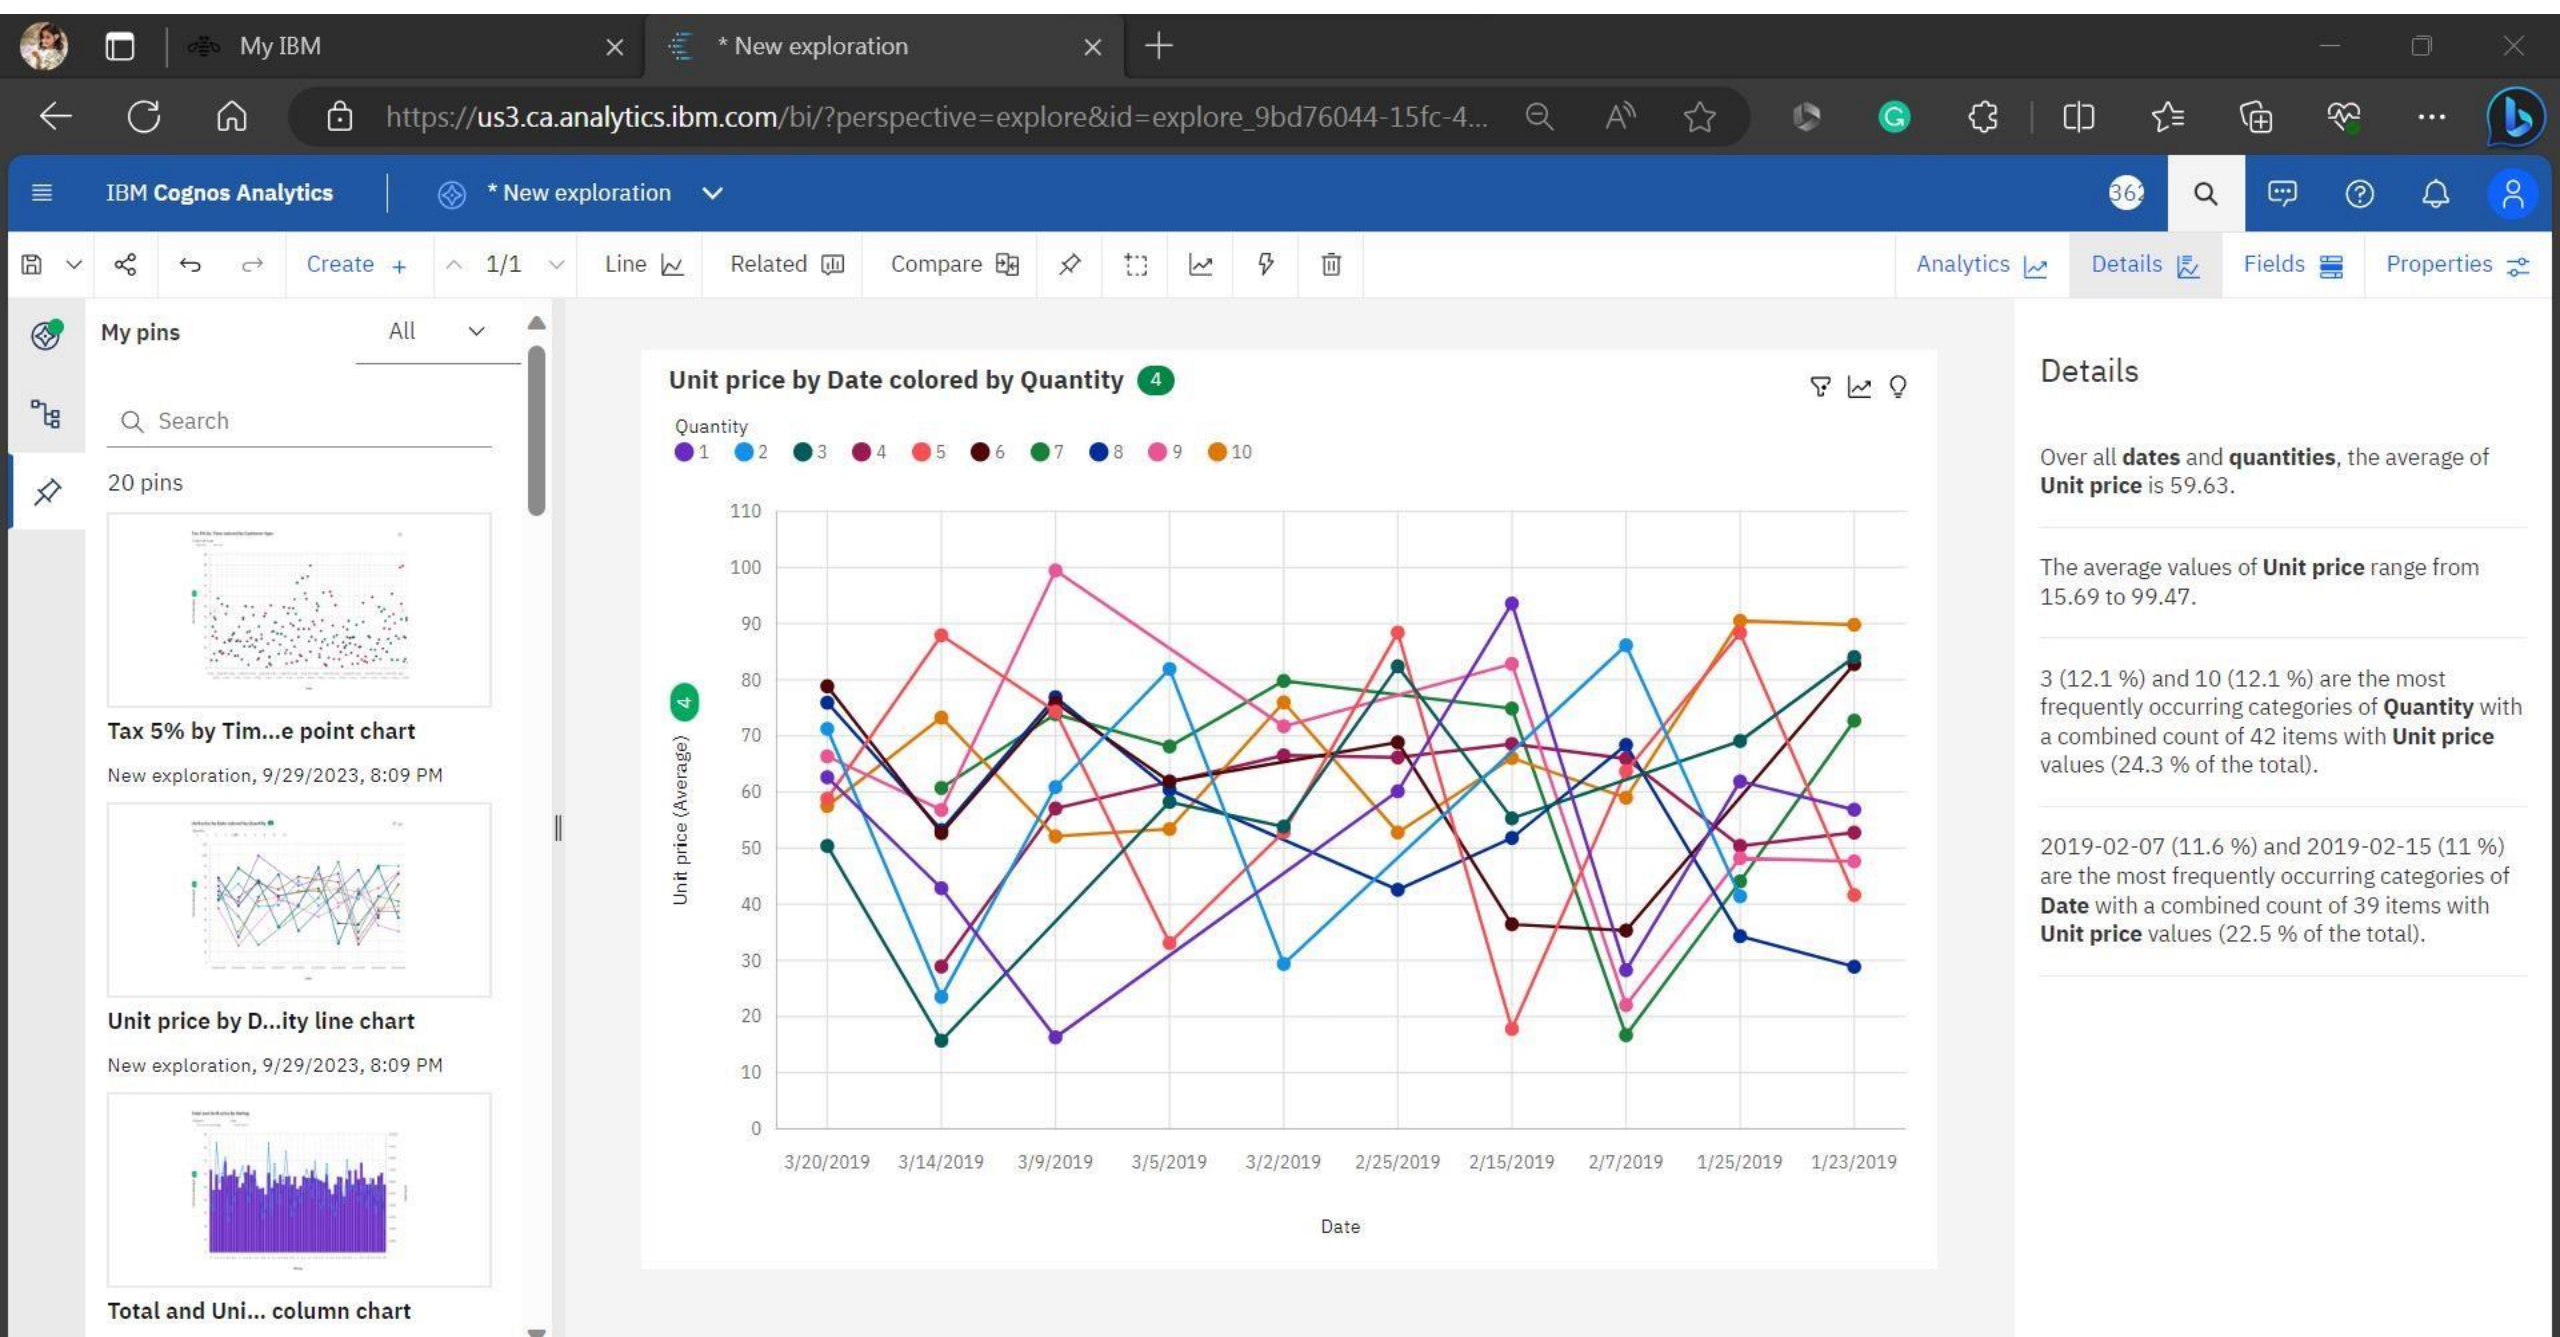 My IBM
* New exploration
https://us3.ca.analytics.ibm.com/bi/?perspective=explore&id=explore_9bd76044-15fc-4...
IBM Cognos Analytics
* New exploration
362
Create +
1/1
Line
Related
Compare
Analytics
Details
Fields
Properties
My pins
All
Search
20 pins
Tax 5% by Tim...e point chart
New exploration, 9/29/2023, 8:09 PM
Unit price by D...ity line chart
New exploration, 9/29/2023, 8:09 PM
Total and Uni... column chart
Unit price by Date colored by Quantity 4
Quantity
1 2 3 4 5 6 7 8 9 10
110
100
90
80
70
60
50
40
30
20
10
0
4
Unit price (Average)
3/20/2019 3/14/2019 3/9/2019 3/5/2019 3/2/2019 2/25/2019 2/15/2019 2/7/2019 1/25/2019 1/23/2019
Date
Details
Over all dates and quantities, the average of
Unit price is 59.63.
The average values of Unit price range from
15.69 to 99.47.
3 (12.1 %) and 10 (12.1 %) are the most
frequently occurring categories of Quantity with
a combined count of 42 items with Unit price
values (24.3 % of the total).
2019-02-07 (11.6 %) and 2019-02-15 (11 %)
are the most frequently occurring categories of
Date with a combined count of 39 items with
Unit price values (22.5 % of the total).